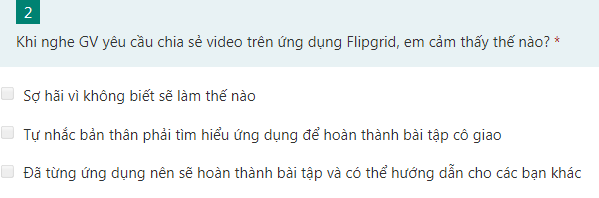 2
Khi nghe GV yêu cầu chia sẻ video trên ứng dụng Flipgrid, em cảm thấy thế nào? *
Sợ hãi vì không biết sẽ làm thế nào
Tự nhắc bản thân phải tìm hiểu ứng dụng để hoàn thành bài tập cô giao
Đã từng ứng dụng nên sẽ hoàn thành bài tập và có thể hướng dẫn cho các bạn khác